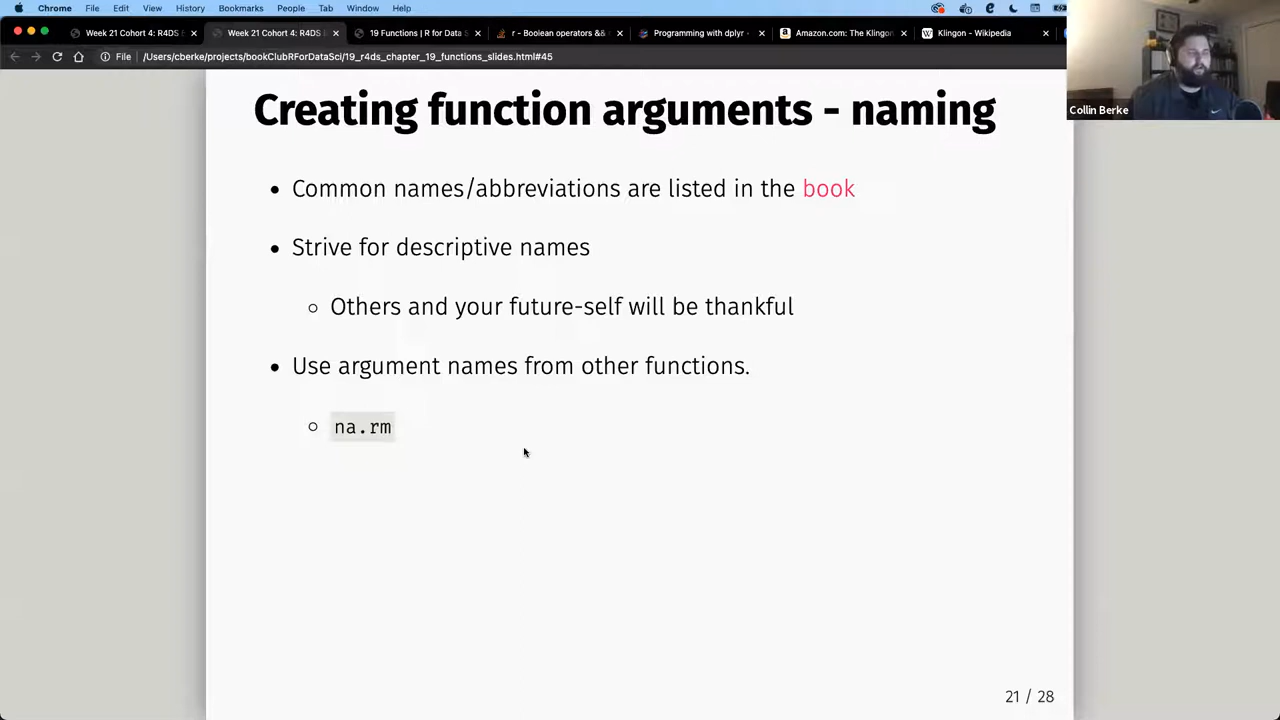 Chrome File Edit View History Bookmarks People Tab Window Help
Week 21 Cohort 4: R4DS
Week 21 Cohort 4: R4DS
19 Functions | R for Data S
r - Boolean operators &&
Programming with dplyr
Amazon.com: The Klingon
Klingon - Wikipedia
File /Users/cberke/projects/bookClubRForDataSci/19_r4ds_chapter_19_functions_slides.html#45
Collin Berke
Creating function arguments - naming
Common names/abbreviations are listed in the book
Strive for descriptive names
Others and your future-self will be thankful
Use argument names from other functions.
na.rm
21 / 28